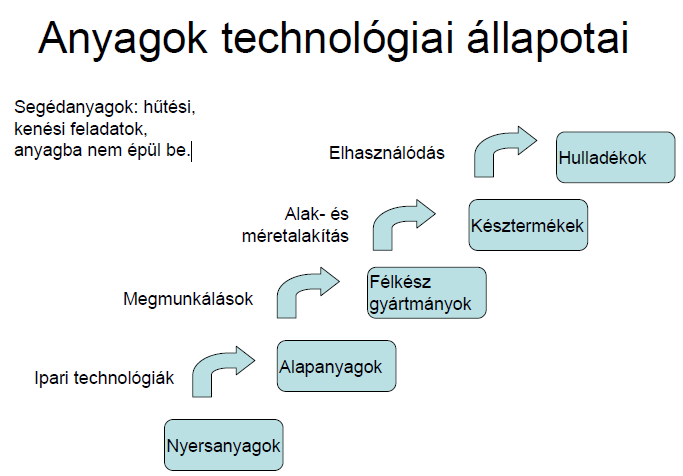 Anyagok technológiai állapotai
Segédanyagok: hűtési,
kenési feladatok,
anyagba nem épül be.
Elhasználódás
Hulladékok
Alak- és
méretalakítás
Késztermékek
Megmunkálások
Félkész
gyártmányok
Ipari technológiák
Alapanyagok
Nyersanyagok